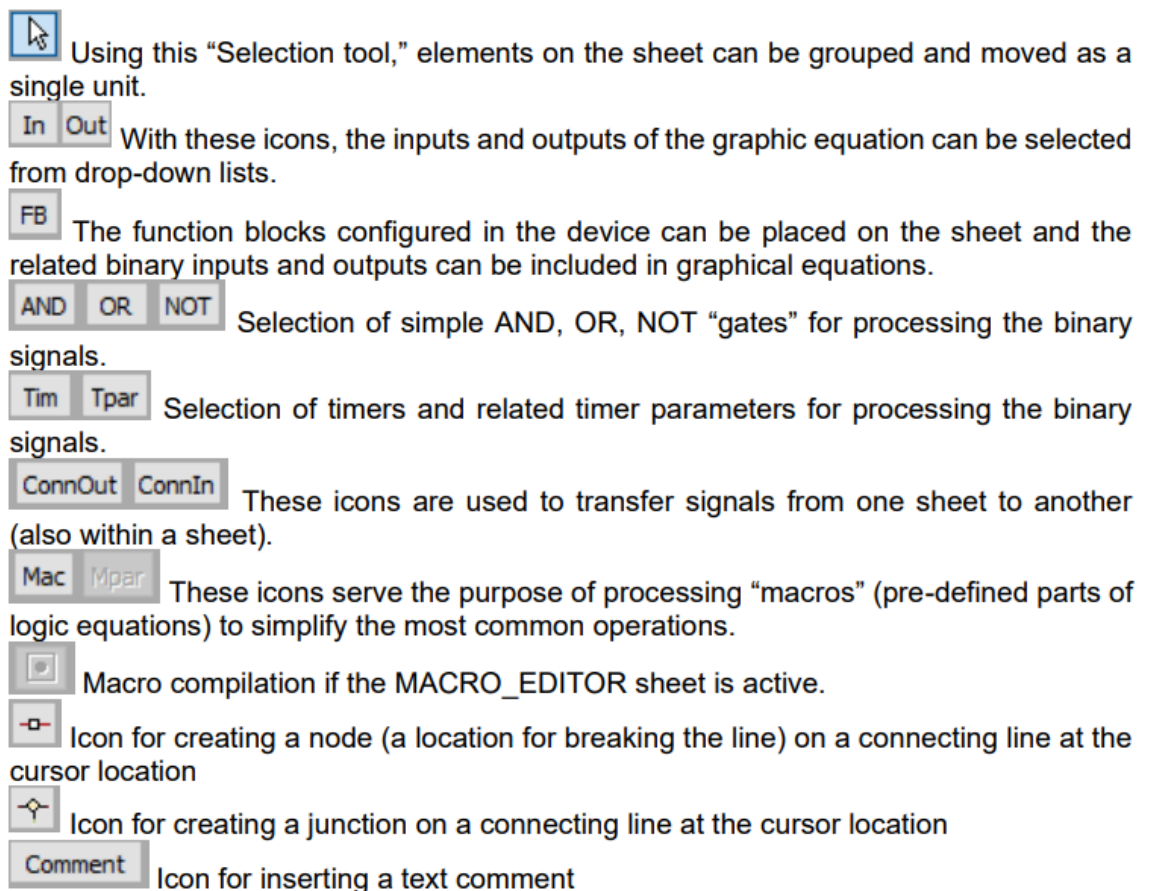 Using this “Selection tool,” elements on the sheet can be grouped and moved as a
single unit.
In Out With these icons, the inputs and outputs of the graphic equation can be selected
from drop-down lists.
FB The function blocks configured in the device can be placed on the sheet and the
related binary inputs and outputs can be included in graphical equations.
AND OR NOT Selection of simple AND, OR, NOT “gates” for processing the binary
signals.
Tim Tpar Selection of timers and related timer parameters for processing the binary
signals.
ConnOut ConnIn These icons are used to transfer signals from one sheet to another
(also within a sheet).
Mac Mpar These icons serve the purpose of processing “macros” (pre-defined parts of
logic equations) to simplify the most common operations.
Macro compilation if the MACRO_EDITOR sheet is active.
Icon for creating a node (a location for breaking the line) on a connecting line at the
cursor location
Icon for creating a junction on a connecting line at the cursor location
Comment Icon for inserting a text comment